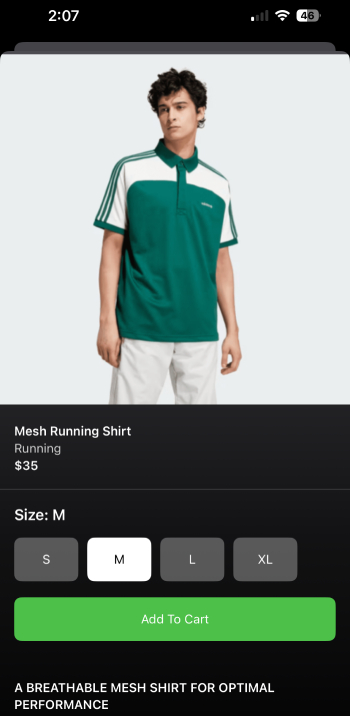 2:07
46
Mesh Running Shirt
Running
$35
Size: M
S
M
L
XL
Add To Cart
A BREATHABLE MESH SHIRT FOR OPTIMAL
PERFORMANCE